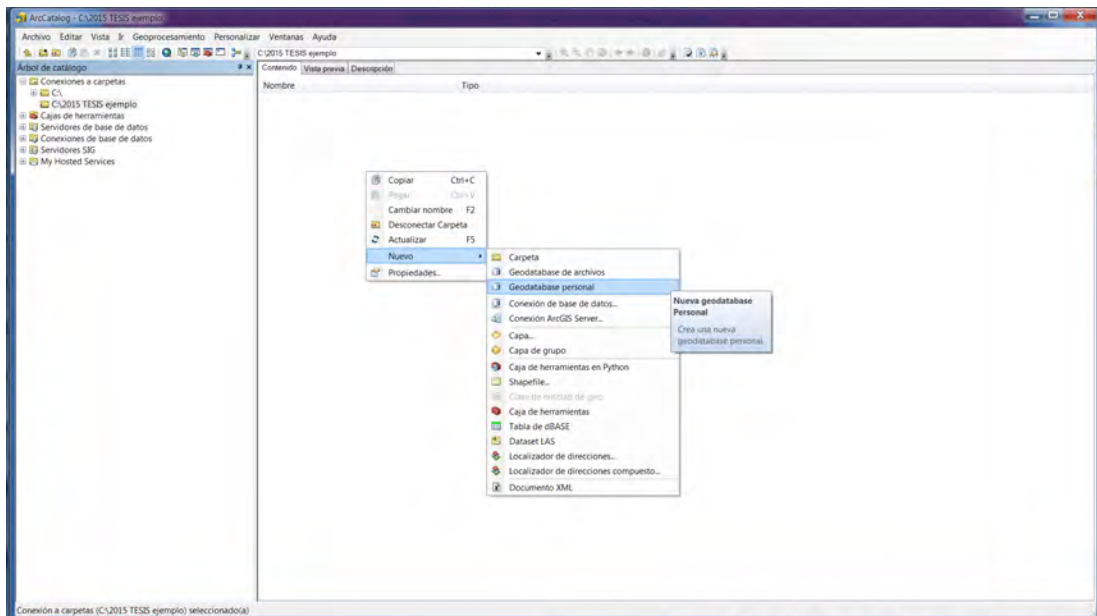 ArcCatalog - C:\2015 TESIS ejemplo
Archivo Editar Vista Ir Geoprocesamiento Personalizar Ventanas Ayuda
C:\2015 TESIS ejemplo
Árbol de catálogo
Conexiones a carpetas
C:\
C:\2015 TESIS ejemplo
Cajas de herramientas
Servidores de base de datos
Conexiones de base de datos
Servidores SIG
My Hosted Services
Contenido Vista previa Descripción
Nombre Tipo
Copiar Ctrl+C
Pegar Ctrl+V
Cambiar nombre F2
Desconectar Carpeta
Actualizar F5
Nuevo
Propiedades...
Carpeta
Geodatabase de archivos
Geodatabase personal
Conexión de base de datos...
Conexión ArcGIS Server...
Capa...
Capa de grupo
Caja de herramientas en Python
Shapefile...
Caja de herramientas
Tabla de dBASE
Dataset LAS
Localizador de direcciones...
Localizador de direcciones compuesto...
Documento XML
Nueva geodatabase
Personal
Crea una nueva
geodatabase personal.
Conexión a carpetas (C:\2015 TESIS ejemplo) seleccionado(a)